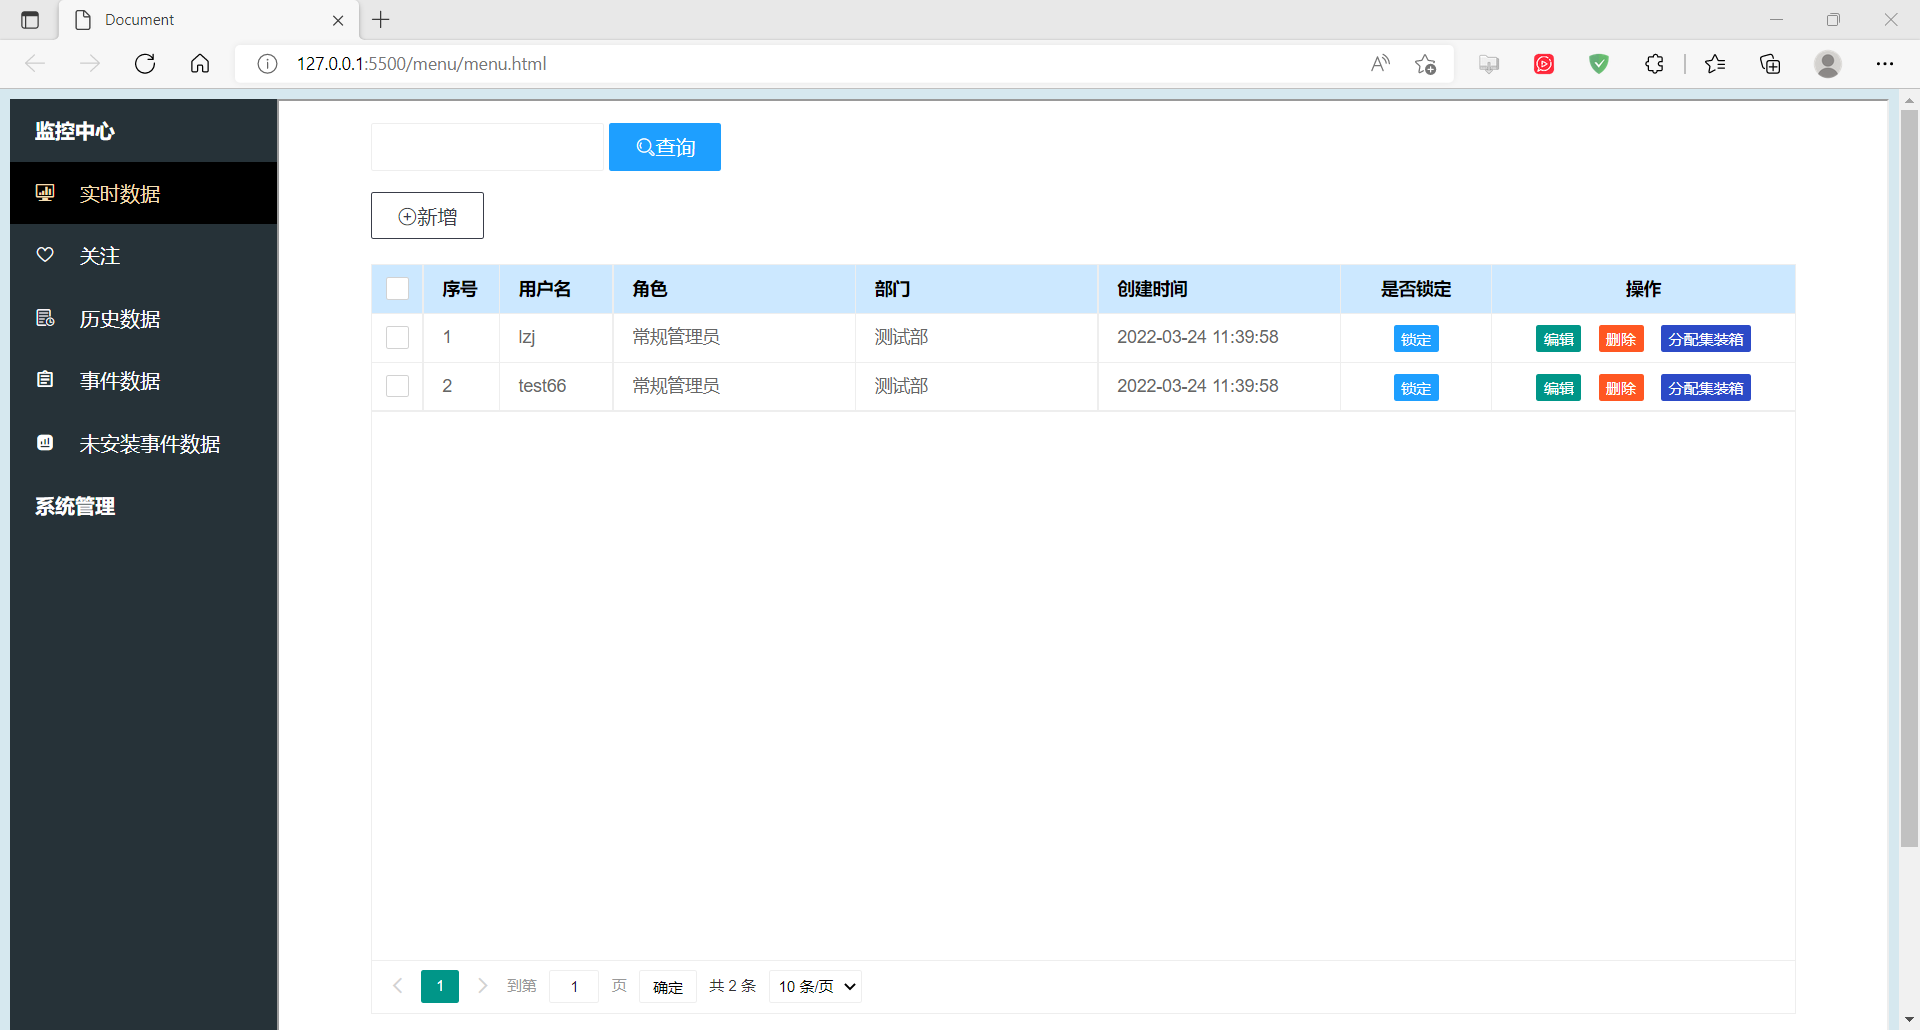 Document
127.0.0.1:5500/menu/menu.html
监控中心
实时数据
关注
历史数据
事件数据
未安装事件数据
系统管理
查询
新增
序号 用户名 角色 部门 创建时间 是否锁定 操作
1 lzj 常规管理员 测试部 2022-03-24 11:39:58 锁定 编辑 删除 分配集装箱
2 test66 常规管理员 测试部 2022-03-24 11:39:58 锁定 编辑 删除 分配集装箱
1 到第 1 页 确定 共 2 条 10 条/页